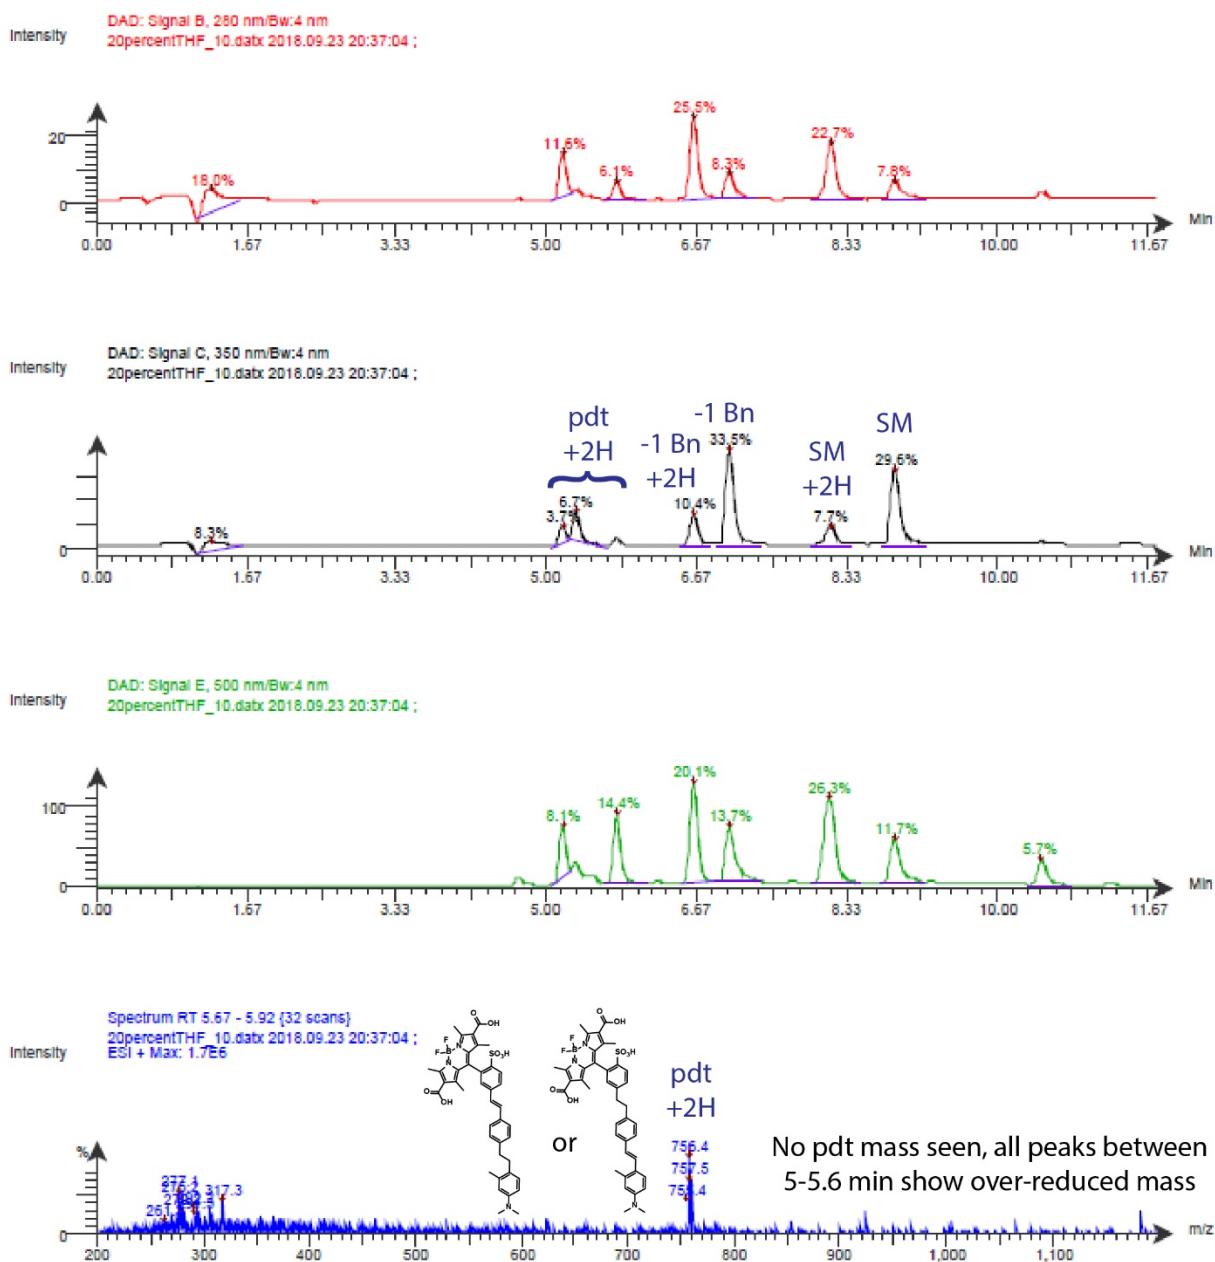 DAD: Signal B, 280 nm/Bw:4 nm
Intensity
20percentTHF_10.datx 2018.09.23 20:37:04 ;
25.5%
22.7%
20
11.6%
18.0%
6.1%
8.3%
7.8%
0
Min
0.00 1.67 3.33 5.00 6.67 8.33 10.00 11.67
DAD: Signal C, 350 nm/Bw:4 nm
Intensity
20percentTHF_10.datx 2018.09.23 20:37:04 ;
pdt
+2H
-1 Bn
+2H
-1 Bn
33.5%
SM
+2H
SM
29.6%
8.3%
3.7%
6.7%
10.4%
7.7%
0
Min
0.00 1.67 3.33 5.00 6.67 8.33 10.00 11.67
DAD: Signal E, 500 nm/Bw:4 nm
Intensity
20percentTHF_10.datx 2018.09.23 20:37:04 ;
100
8.1%
14.4%
20.1%
13.7%
26.3%
11.7%
5.7%
0
Min
0.00 1.67 3.33 5.00 6.67 8.33 10.00 11.67
Spectrum RT 5.67 - 5.92 {32 scans}
20percentTHF_10.datx 2018.09.23 20:37:04 ;
Intensity
ESI + Max: 1.7E6
O
OH
F
F
B
N
N
SO3H
O
OH
N
or
O
OH
F
F
B
N
N
SO3H
O
OH
N
pdt
+2H
756.4
757.5
No pdt mass seen, all peaks between
5-5.6 min show over-reduced mass
%
277.1
317.3
0
m/z
200 300 400 500 600 700 800 900 1,000 1,100